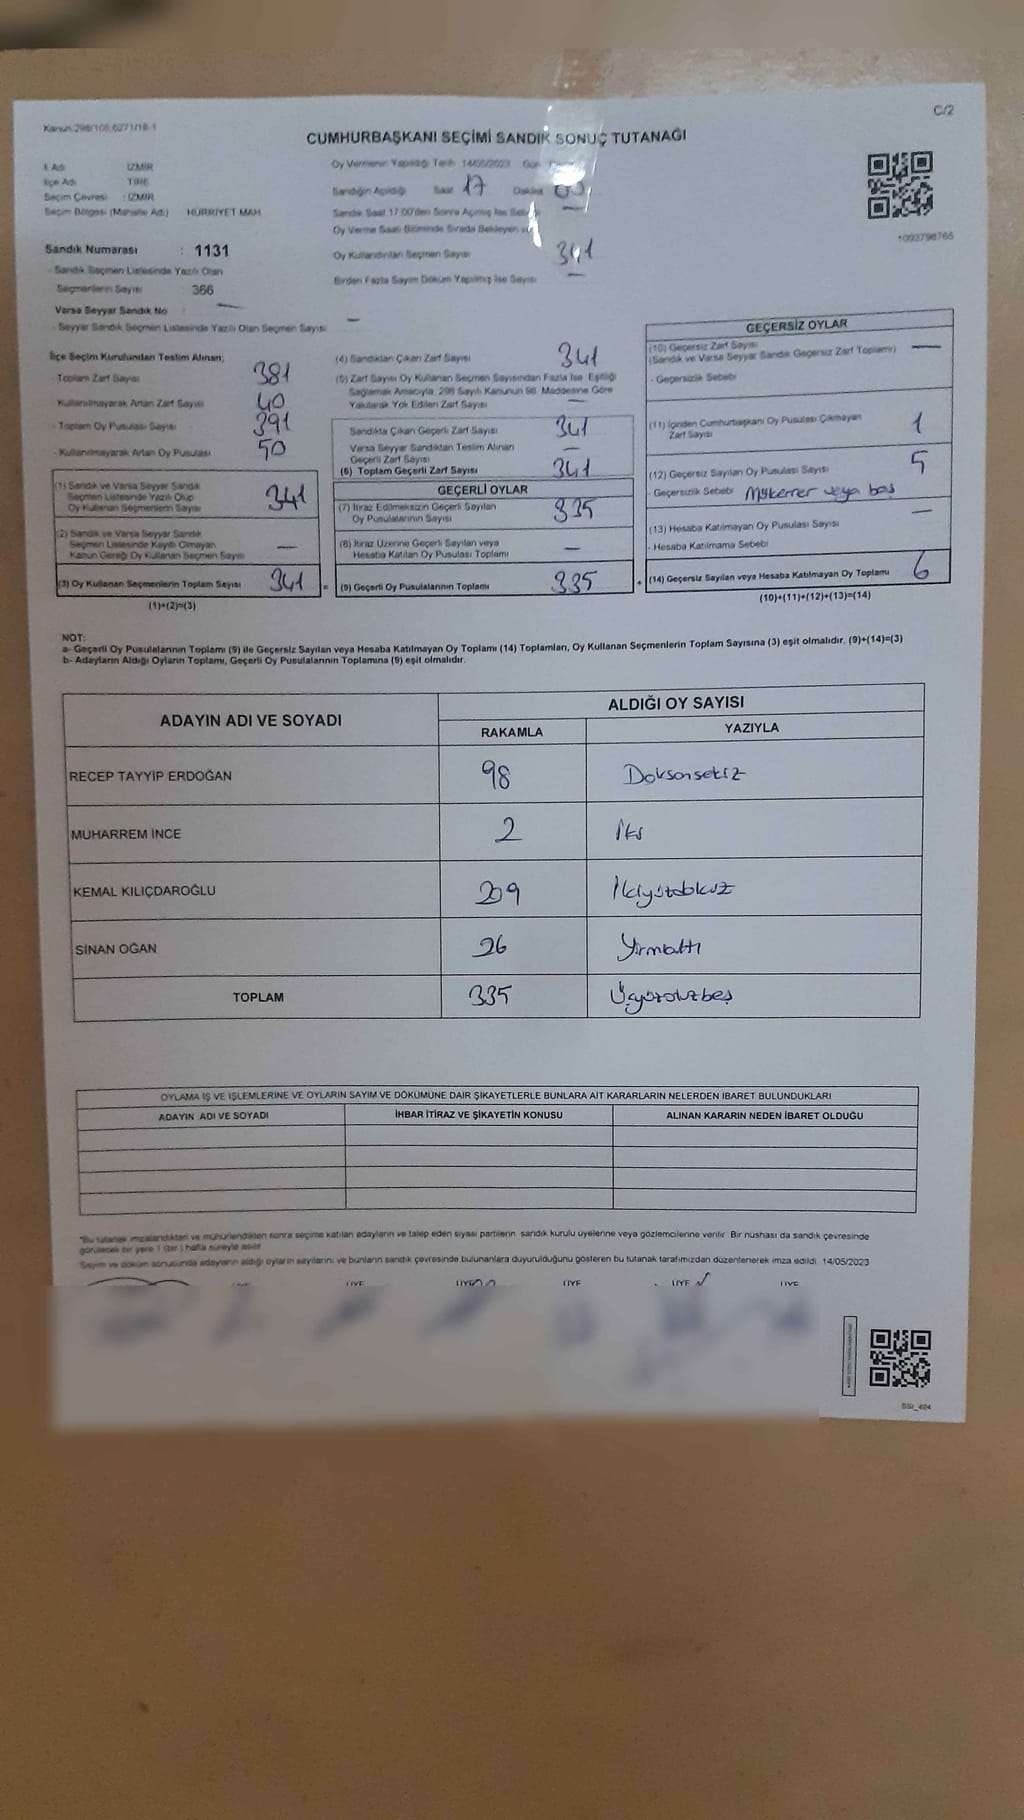 C/2
Kanun:298/105,6271/18-1
CUMHURBAŞKANI SEÇİMİ SANDIK SONUÇ TUTANAĞI
İl Adı İZMİR
İlçe Adı TİRE
Seçim Çevresi : İZMİR
Seçim Bölgesi (Mahalle Adı) HÜRRİYET MAH.
Oy Vermenin Yapıldığı Tarih 14/05/2023 Gün
Sandığın Açıldığı Saat 17 Dakika
Sandık Saat 17:00'den Sonra Açılmış İse
Oy Verme Saati Bitiminde Sırada Bekleyen
Oy Kullandırılan Seçmen Sayısı 341
Birden Fazla Sayım Döküm Yapılmış İse Sayısı —
1093798765
Sandık Numarası : 1131
- Sandık Seçmen Listesinde Yazılı Olan
Seçmenlerin Sayısı : 366
Varsa Seyyar Sandık No : —
- Seyyar Sandık Seçmen Listesinde Yazılı Olan Seçmen Sayısı —
İlçe Seçim Kurulundan Teslim Alınan;
- Toplam Zarf Sayısı 381
Kullanılmayarak Artan Zarf Sayısı 40
- Toplam Oy Pusulası Sayısı 391
- Kullanılmayarak Artan Oy Pusulası 50
(1) Sandık ve Varsa Seyyar Sandık
Seçmen Listesinde Yazılı Olup
Oy Kullanan Seçmenlerin Sayısı 341
(2) Sandık ve Varsa Seyyar Sandık
Seçmen Listesinde Kayıtlı Olmayan
Kanun Gereği Oy Kullanan Seçmen Sayısı —
(3) Oy Kullanan Seçmenlerin Toplam Sayısı 341 =
(1)+(2)=(3)
(4) Sandıktan Çıkan Zarf Sayısı 341
(5) Zarf Sayısı Oy Kullanan Seçmen Sayısından Fazla İse, Eşitliği
Sağlamak Amacıyla, 298 Sayılı Kanunun 98. Maddesine Göre
Yakılarak Yok Edilen Zarf Sayısı —
Sandıkta Çıkan Geçerli Zarf Sayısı 341
Varsa Seyyar Sandıktan Teslim Alınan
Geçerli Zarf Sayısı —
(6) Toplam Geçerli Zarf Sayısı 341
GEÇERLİ OYLAR
(7) İtiraz Edilmeksizin Geçerli Sayılan
Oy Pusulalarının Sayısı 335
(8) İtiraz Üzerine Geçerli Sayılan veya
Hesaba Katılan Oy Pusulası Toplamı —
(9) Geçerli Oy Pusulalarının Toplamı 335 +
GEÇERSİZ OYLAR
(10) Geçersiz Zarf Sayısı —
(Sandık ve Varsa Seyyar Sandık Geçersiz Zarf Toplamı)
- Geçersizlik Sebebi
(11) İçinden Cumhurbaşkanı Oy Pusulası Çıkmayan
Zarf Sayısı 1
(12) Geçersiz Sayılan Oy Pusulası Sayısı 5
- Geçersizlik Sebebi Mükerrer veya boş
(13) Hesaba Katılmayan Oy Pusulası Sayısı —
- Hesaba Katılmama Sebebi
(14) Geçersiz Sayılan veya Hesaba Katılmayan Oy Toplamı 6
(10)+(11)+(12)+(13)=(14)
NOT:
a- Geçerli Oy Pusulalarının Toplamı (9) ile Geçersiz Sayılan veya Hesaba Katılmayan Oy Toplamı (14) Toplamları, Oy Kullanan Seçmenlerin Toplam Sayısına (3) eşit olmalıdır. (9)+(14)=(3)
b- Adayların Aldığı Oyların Toplamı, Geçerli Oy Pusulalarının Toplamına (9) eşit olmalıdır.
ADAYIN ADI VE SOYADI ALDIĞI OY SAYISI
RAKAMLA YAZIYLA
RECEP TAYYİP ERDOĞAN 98 Doksansekiz
MUHARREM İNCE 2 İki
KEMAL KILIÇDAROĞLU 209 İkiyüzdokuz
SİNAN OĞAN 26 Yirmialtı
TOPLAM 335 Üçyüzotuzbeş
OYLAMA İŞ VE İŞLEMLERİNE VE OYLARIN SAYIM VE DÖKÜMÜNE DAİR ŞİKAYETLERLE BUNLARA AİT KARARLARIN NELERDEN İBARET BULUNDUKLARI
ADAYIN ADI VE SOYADI İHBAR İTİRAZ VE ŞİKAYETİN KONUSU ALINAN KARARIN NEDEN İBARET OLDUĞU
*Bu tutanak imzalandıktan ve mühürlendikten sonra seçime katılan adayların ve talep eden siyasi partilerin sandık kurulu üyelerine veya gözlemcilerine verilir. Bir nüshası da sandık çevresinde
görülecek bir yere 1 (bir) hafta süreyle asılır.
Sayım ve döküm sonucunda adayların aldığı oyların sayılarını ve bunların sandık çevresinde bulunanlara duyurulduğunu gösteren bu tutanak tarafımızdan düzenlenerek imza edildi. 14/05/2023
ÜYE ÜYE ÜYE ÜYE ÜYE ÜYE